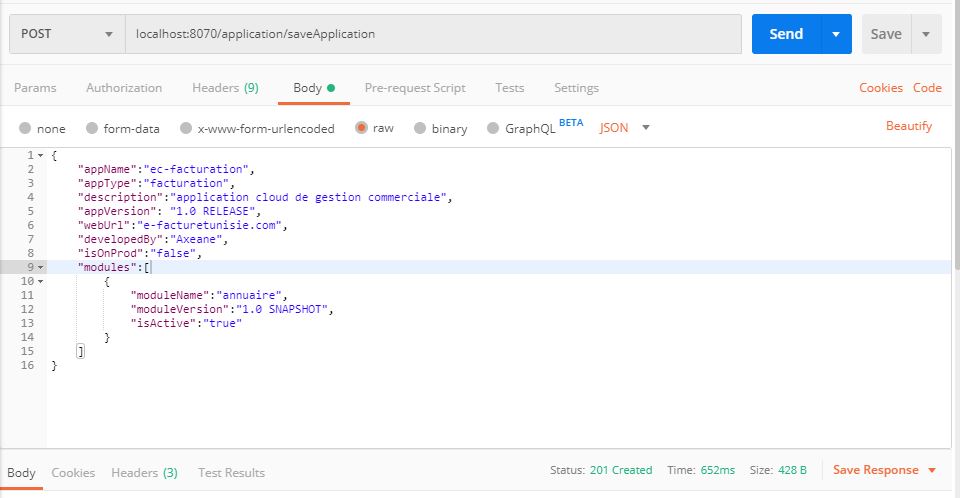 POST localhost:8070/application/saveApplication Send Save
Params Authorization Headers (9) Body Pre-request Script Tests Settings Cookies Code
none form-data x-www-form-urlencoded raw binary GraphQL BETA JSON Beautify
1 {
2 "appName":"ec-facturation",
3 "appType":"facturation",
4 "description":"application cloud de gestion commerciale",
5 "appVersion": "1.0 RELEASE",
6 "webUrl":"e-facturetunisie.com",
7 "developedBy":"Axeane",
8 "isOnProd":"false",
9 "modules":[
10 {
11 "moduleName":"annuaire",
12 "moduleVersion":"1.0 SNAPSHOT",
13 "isActive":"true"
14 }
15 ]
16 }
Body Cookies Headers (3) Test Results Status: 201 Created Time: 652ms Size: 428 B Save Response